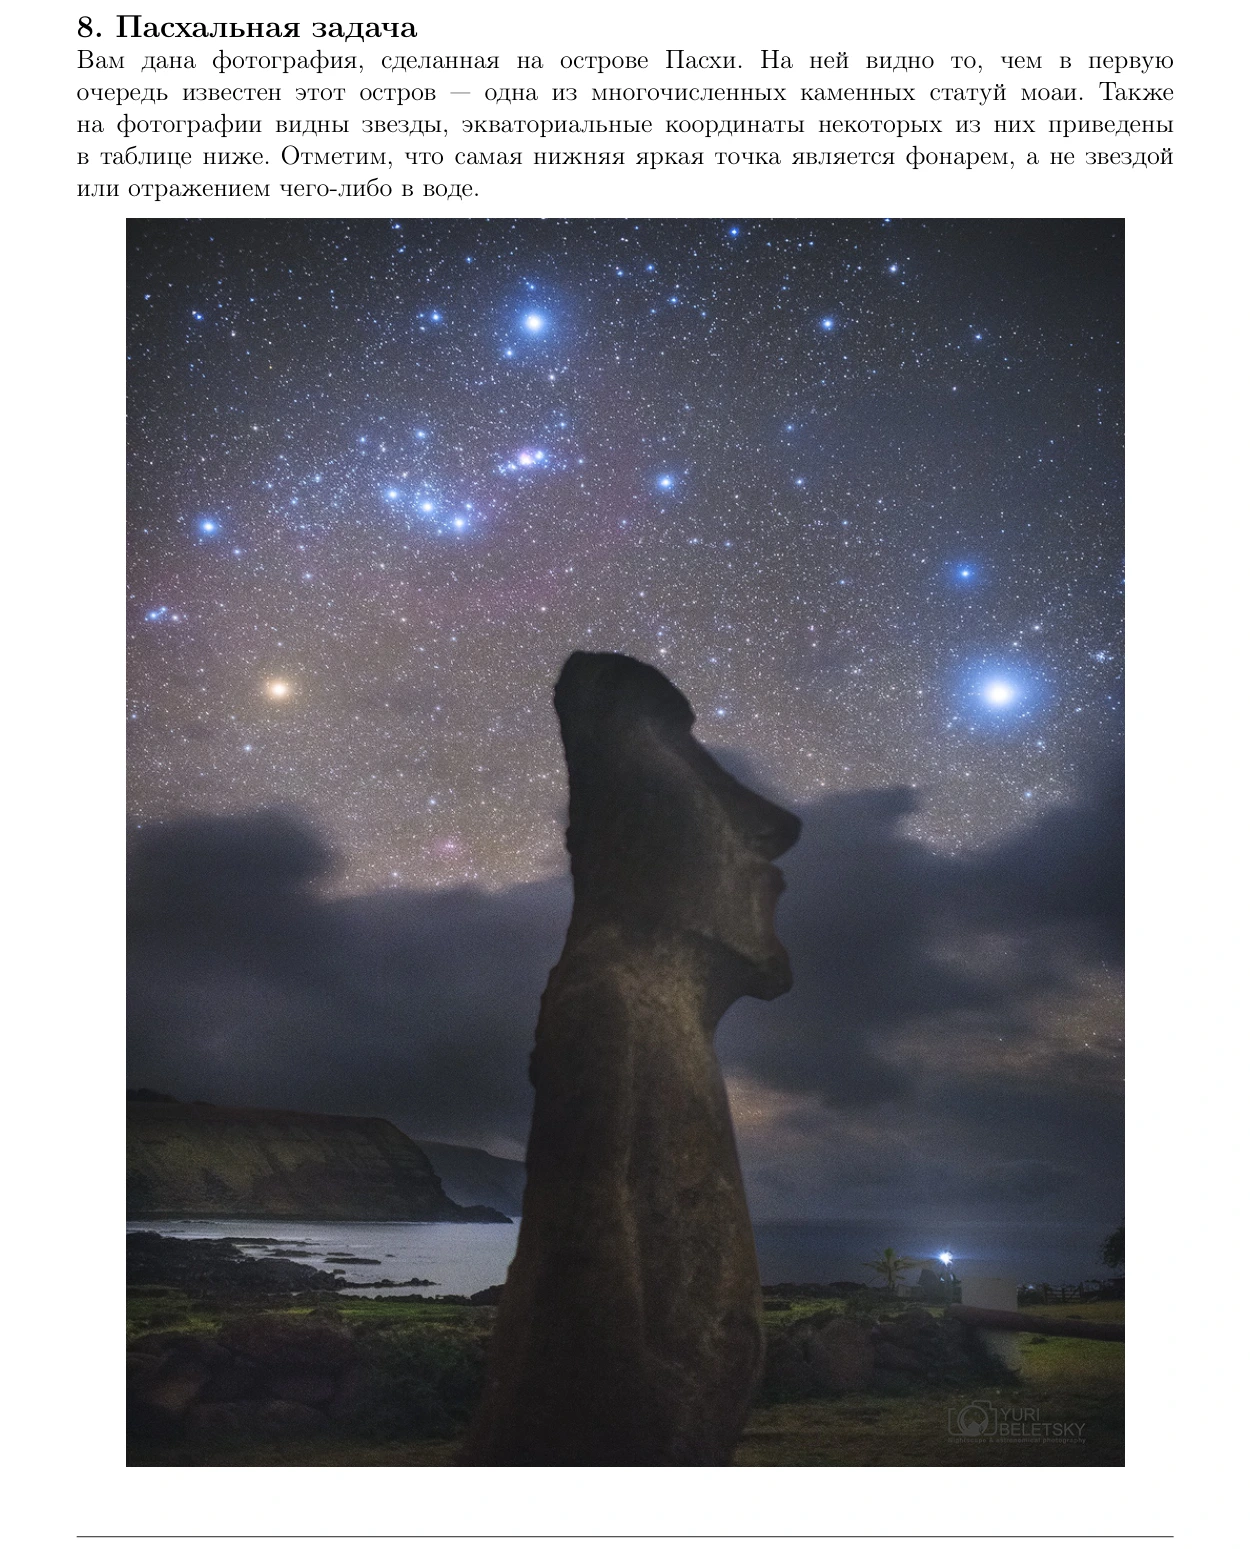 8. Пасхальная задача
Вам дана фотография, сделанная на острове Пасхи. На ней видно то, чем в первую
очередь известен этот остров — одна из многочисленных каменных статуй моаи. Также
на фотографии видны звезды, экваториальные координаты некоторых из них приведены
в таблице ниже. Отметим, что самая нижняя яркая точка является фонарем, а не звездой
или отражением чего-либо в воде.
YURI
BELETSKY